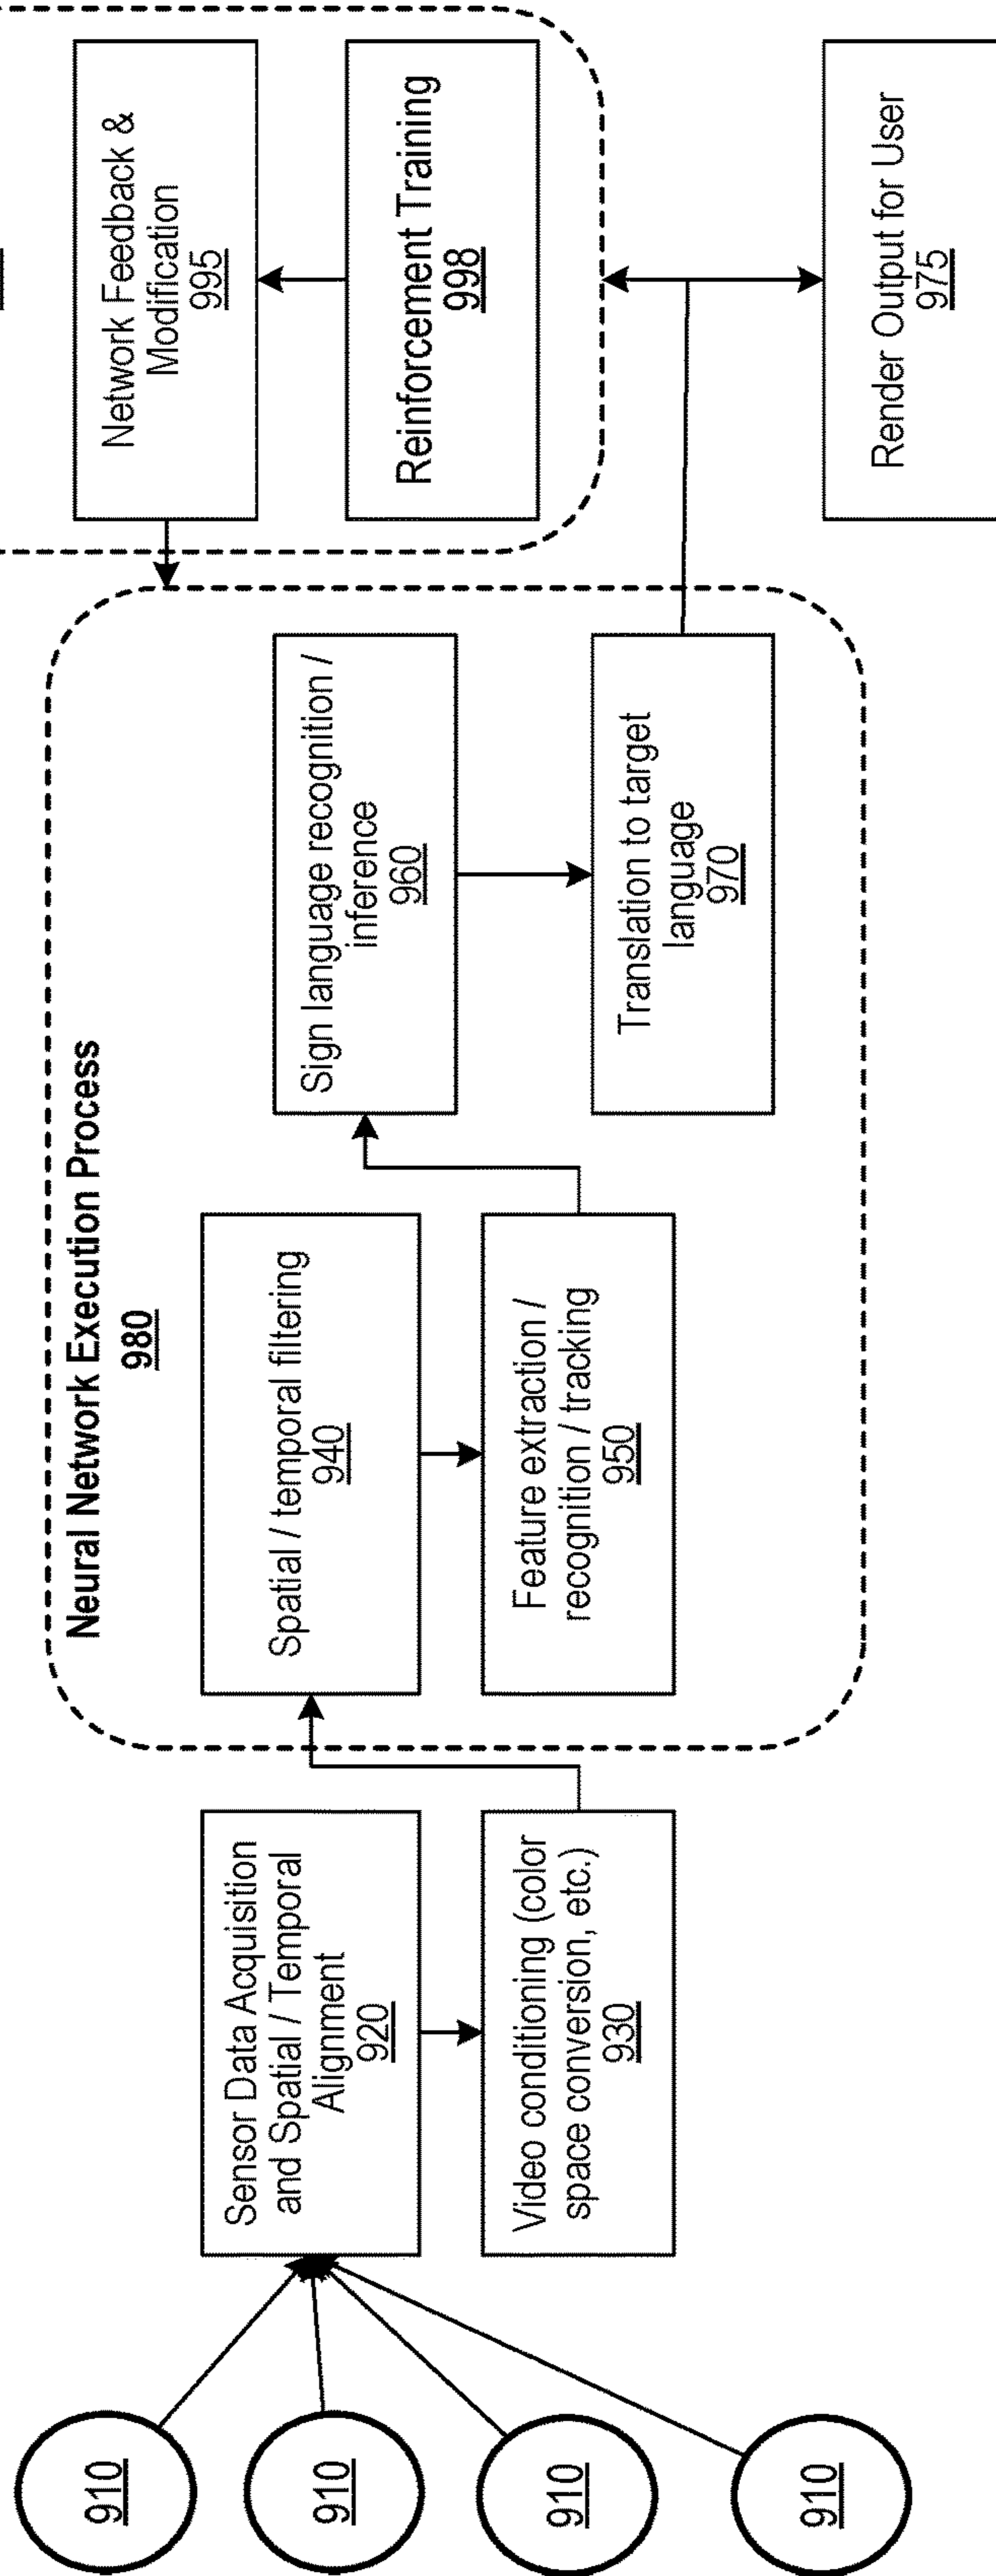 910
910
910
910
Sensor Data Acquisition
and Spatial / Temporal
Alignment
920
Video conditioning (color
space conversion, etc.)
930
Neural Network Execution Process
980
Spatial / temporal filtering
940
Feature extraction /
recognition / tracking
950
Sign language recognition /
inference
960
Translation to target
language
970
Network Feedback &
Modification
995
Reinforcement Training
998
Render Output for User
975